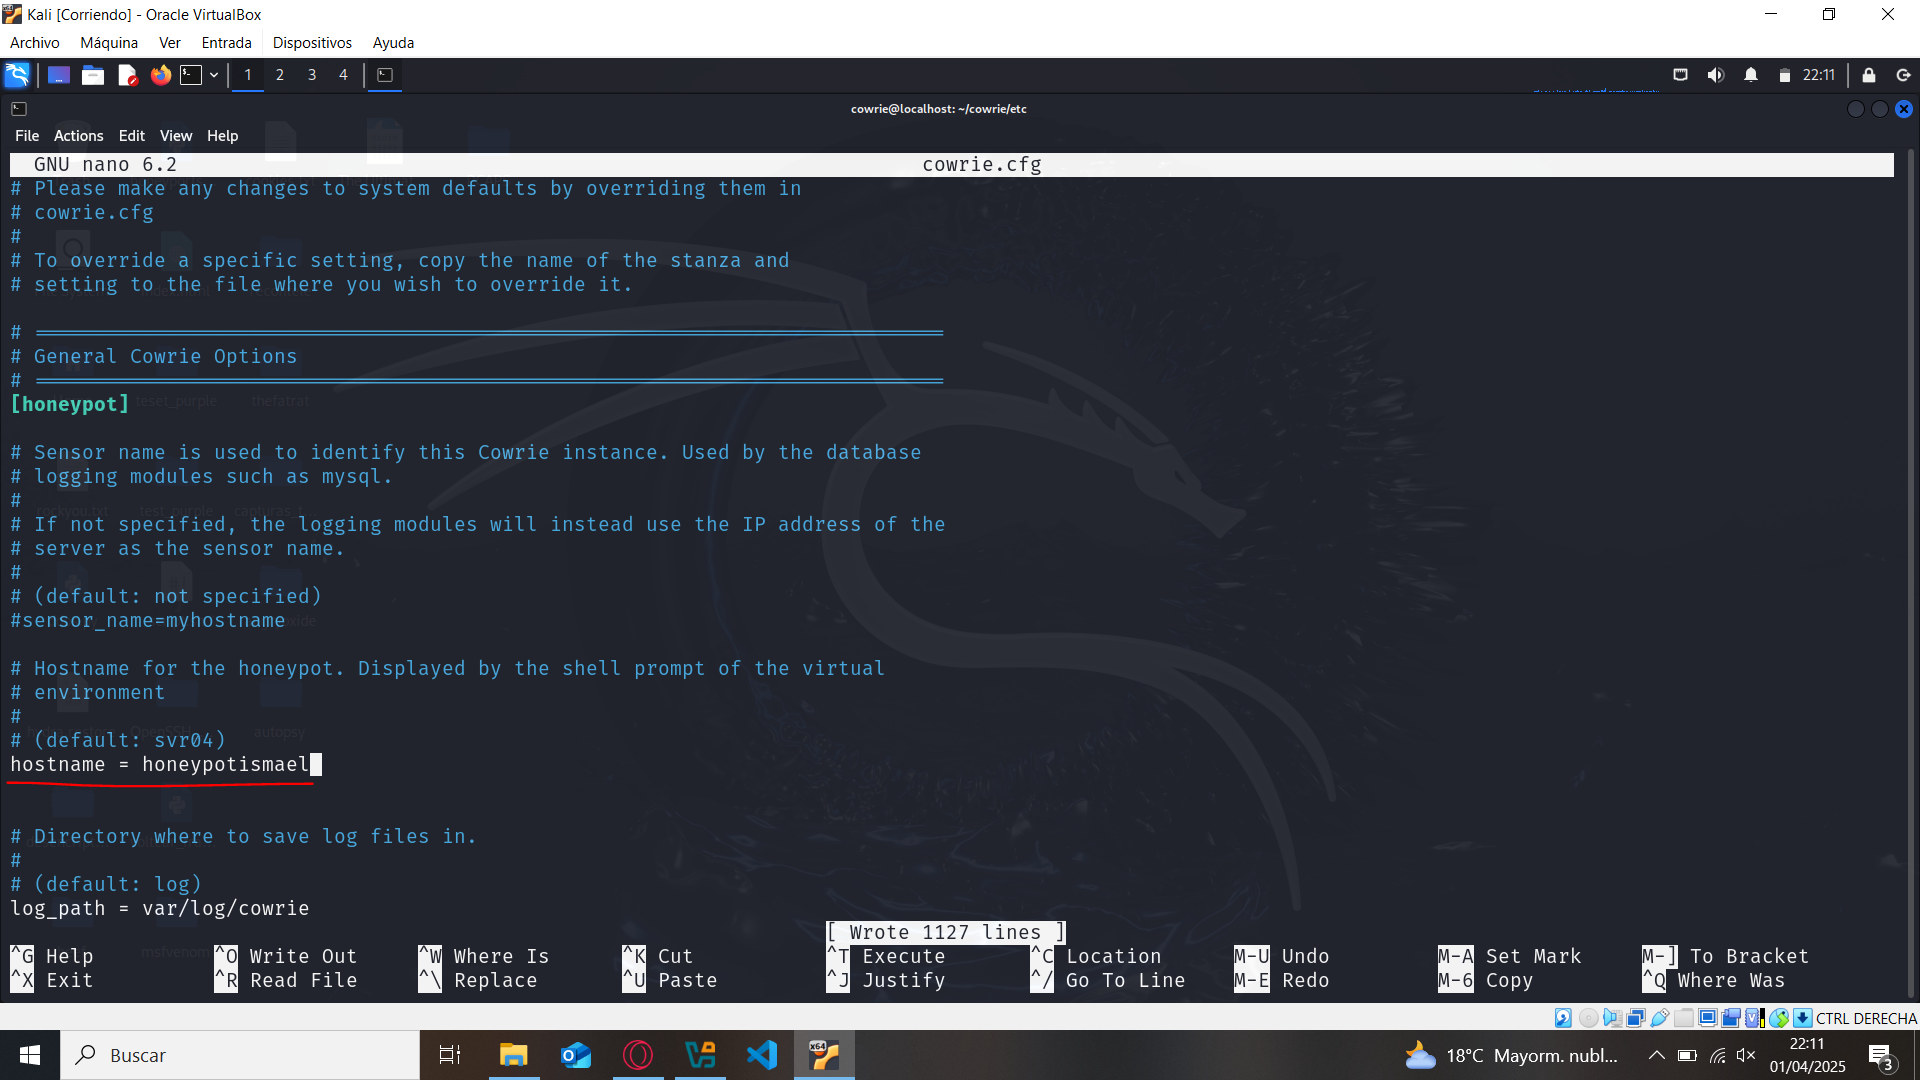 Kali [Corriendo] - Oracle VirtualBox
Archivo Máquina Ver Entrada Dispositivos Ayuda
1 2 3 4 22:11
cowrie@localhost: ~/cowrie/etc
File Actions Edit View Help
GNU nano 6.2 cowrie.cfg
# Please make any changes to system defaults by overriding them in
# cowrie.cfg
#
# To override a specific setting, copy the name of the stanza and
# setting to the file where you wish to override it.
# ============================================================================
# General Cowrie Options
# ============================================================================
[honeypot]
teset_purple thefatrat
# Sensor name is used to identify this Cowrie instance. Used by the database
# logging modules such as mysql.
#
rockyou.txt test_purple capturas_1
# If not specified, the logging modules will instead use the IP address of the
# server as the sensor name.
#
# (default: not specified)
#sensor_name=myhostname
# Hostname for the honeypot. Displayed by the shell prompt of the virtual
# environment
#
# (default: svr04)
autopsy
hostname = honeypotismael
# Directory where to save log files in.
#
# (default: log)
log_path = var/log/cowrie
[ Wrote 1127 lines ]
msfvenom
^G Help ^O Write Out ^W Where Is ^K Cut ^T Execute ^C Location M-U Undo M-A Set Mark M-] To Bracket
^X Exit ^R Read File ^\ Replace ^U Paste ^J Justify ^/ Go To Line M-E Redo M-6 Copy ^Q Where Was
CTRL DERECHA
Buscar
x64
18°C Mayorm. nubl...
22:11
01/04/2025
3